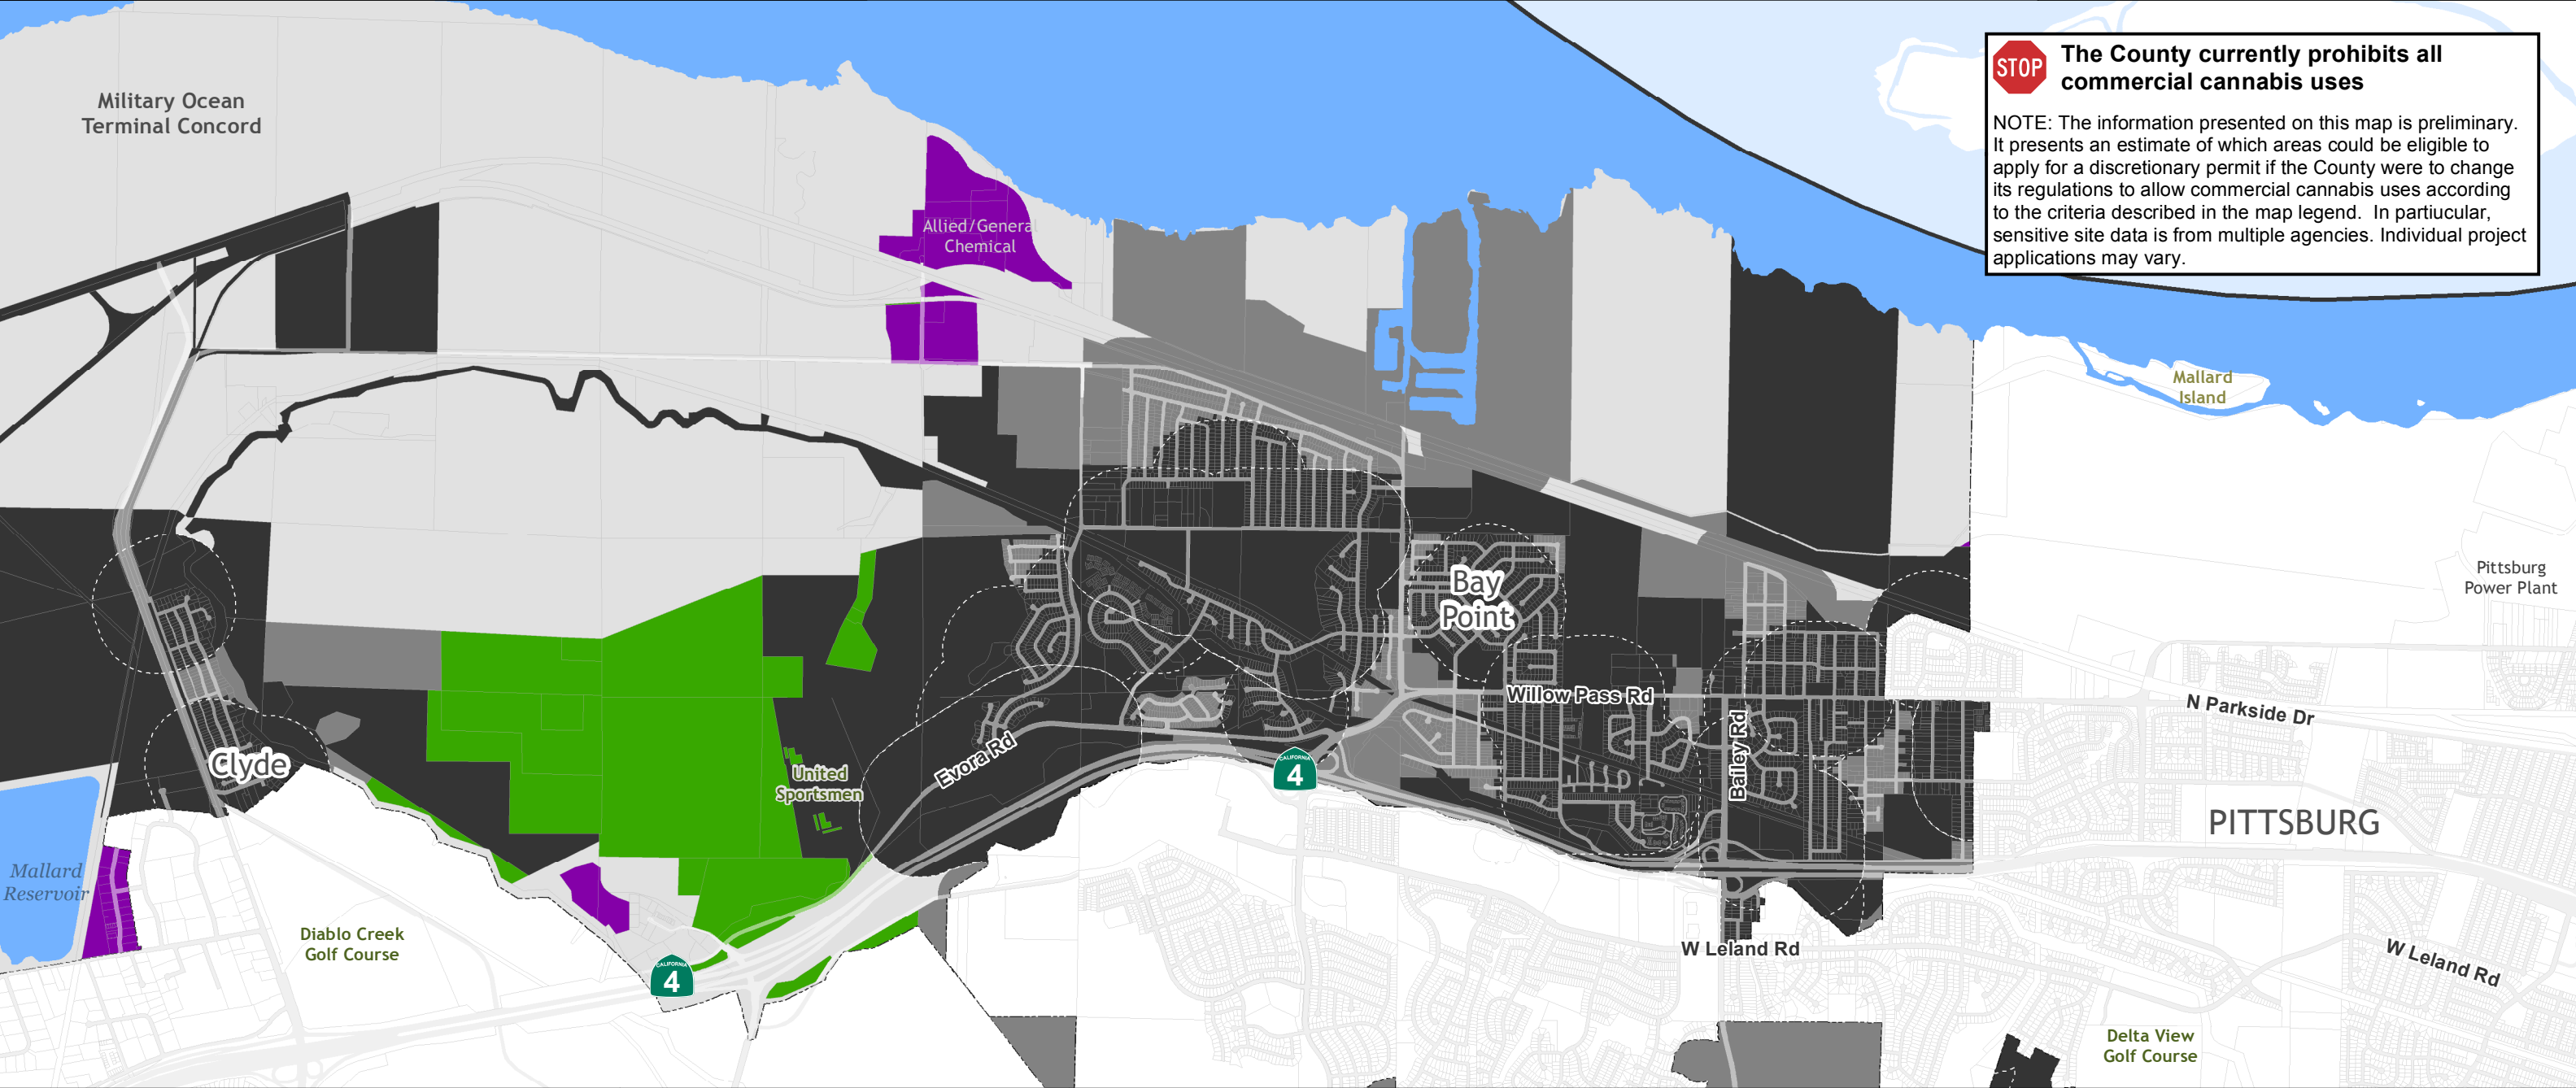 Military Ocean
Terminal Concord
STOP
The County currently prohibits all
commercial cannabis uses
NOTE: The information presented on this map is preliminary.
It presents an estimate of which areas could be eligible to
apply for a discretionary permit if the County were to change
its regulations to allow commercial cannabis uses according
to the criteria described in the map legend. In partiucular,
sensitive site data is from multiple agencies. Individual project
applications may vary.
Allied/General
Chemical
Mallard
Island
Pittsburg
Power Plant
Bay
Point
Willow Pass Rd
N Parkside Dr
Bailey Rd
Evora Rd
Clyde
United
Sportsmen
CALIFORNIA
4
PITTSBURG
Mallard
Reservoir
Diablo Creek
Golf Course
CALIFORNIA
4
W Leland Rd
W Leland Rd
Delta View
Golf Course